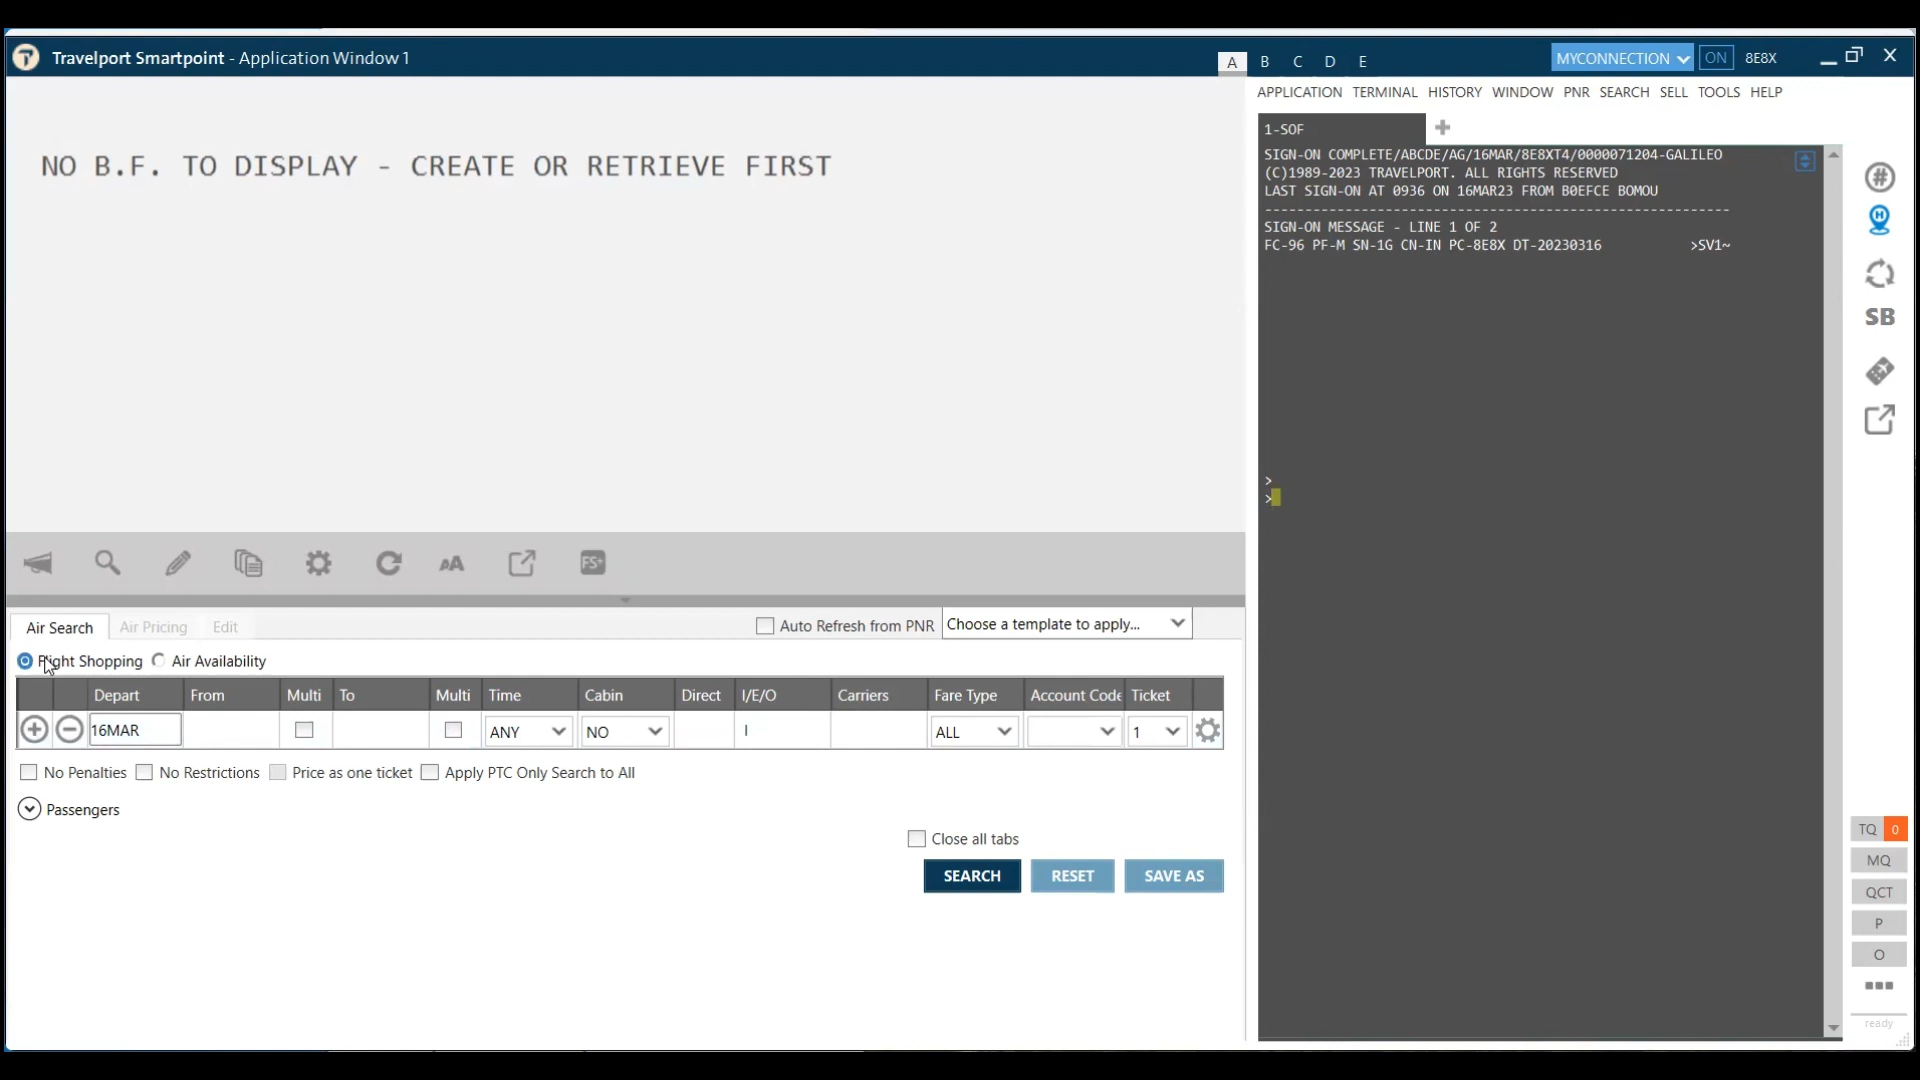 Travelport Smartpoint - Application Window 1
A B C D E
MYCONNECTION ON 8E8X
APPLICATION TERMINAL HISTORY WINDOW PNR SEARCH SELL TOOLS HELP
NO B.F. TO DISPLAY - CREATE OR RETRIEVE FIRST
1-SOF
SIGN-ON COMPLETE/ABCDE/AG/16MAR/8E8XT4/0000071204-GALILEO
(C)1989-2023 TRAVELPORT. ALL RIGHTS RESERVED
LAST SIGN-ON AT 0936 ON 16MAR23 FROM B0EFCE BOMOU
----------------------------------------------------------
SIGN-ON MESSAGE - LINE 1 OF 2
FC-96 PF-M SN-1G CN-IN PC-8E8X DT-20230316 >SV1~
>
>
#
H
SB
AA
FS+
Air Search Air Pricing Edit
Auto Refresh from PNR Choose a template to apply...
Flight Shopping Air Availability
Depart From Multi To Multi Time Cabin Direct I/E/O Carriers Fare Type Account Code Ticket
16MAR ANY NO I ALL 1
No Penalties No Restrictions Price as one ticket Apply PTC Only Search to All
Passengers
Close all tabs
SEARCH RESET SAVE AS
TQ 0
MQ
QCT
P
O
ready